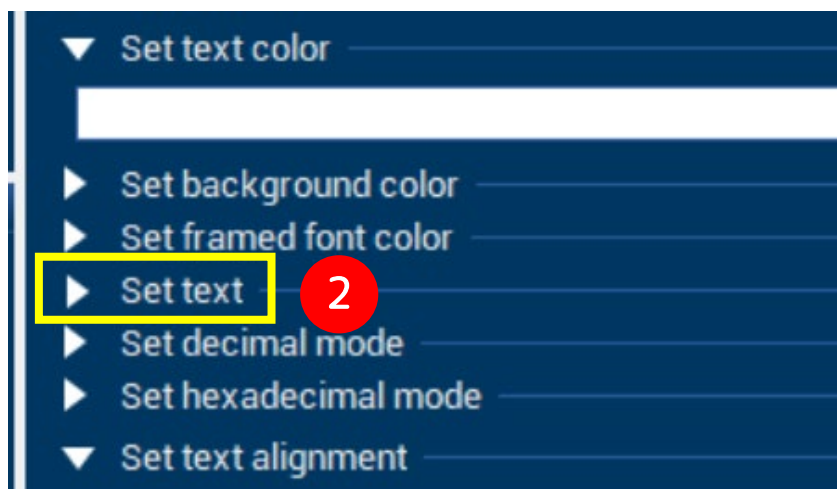 Set text color
Set background color
Set framed font color
Set text
2
Set decimal mode
Set hexadecimal mode
Set text alignment